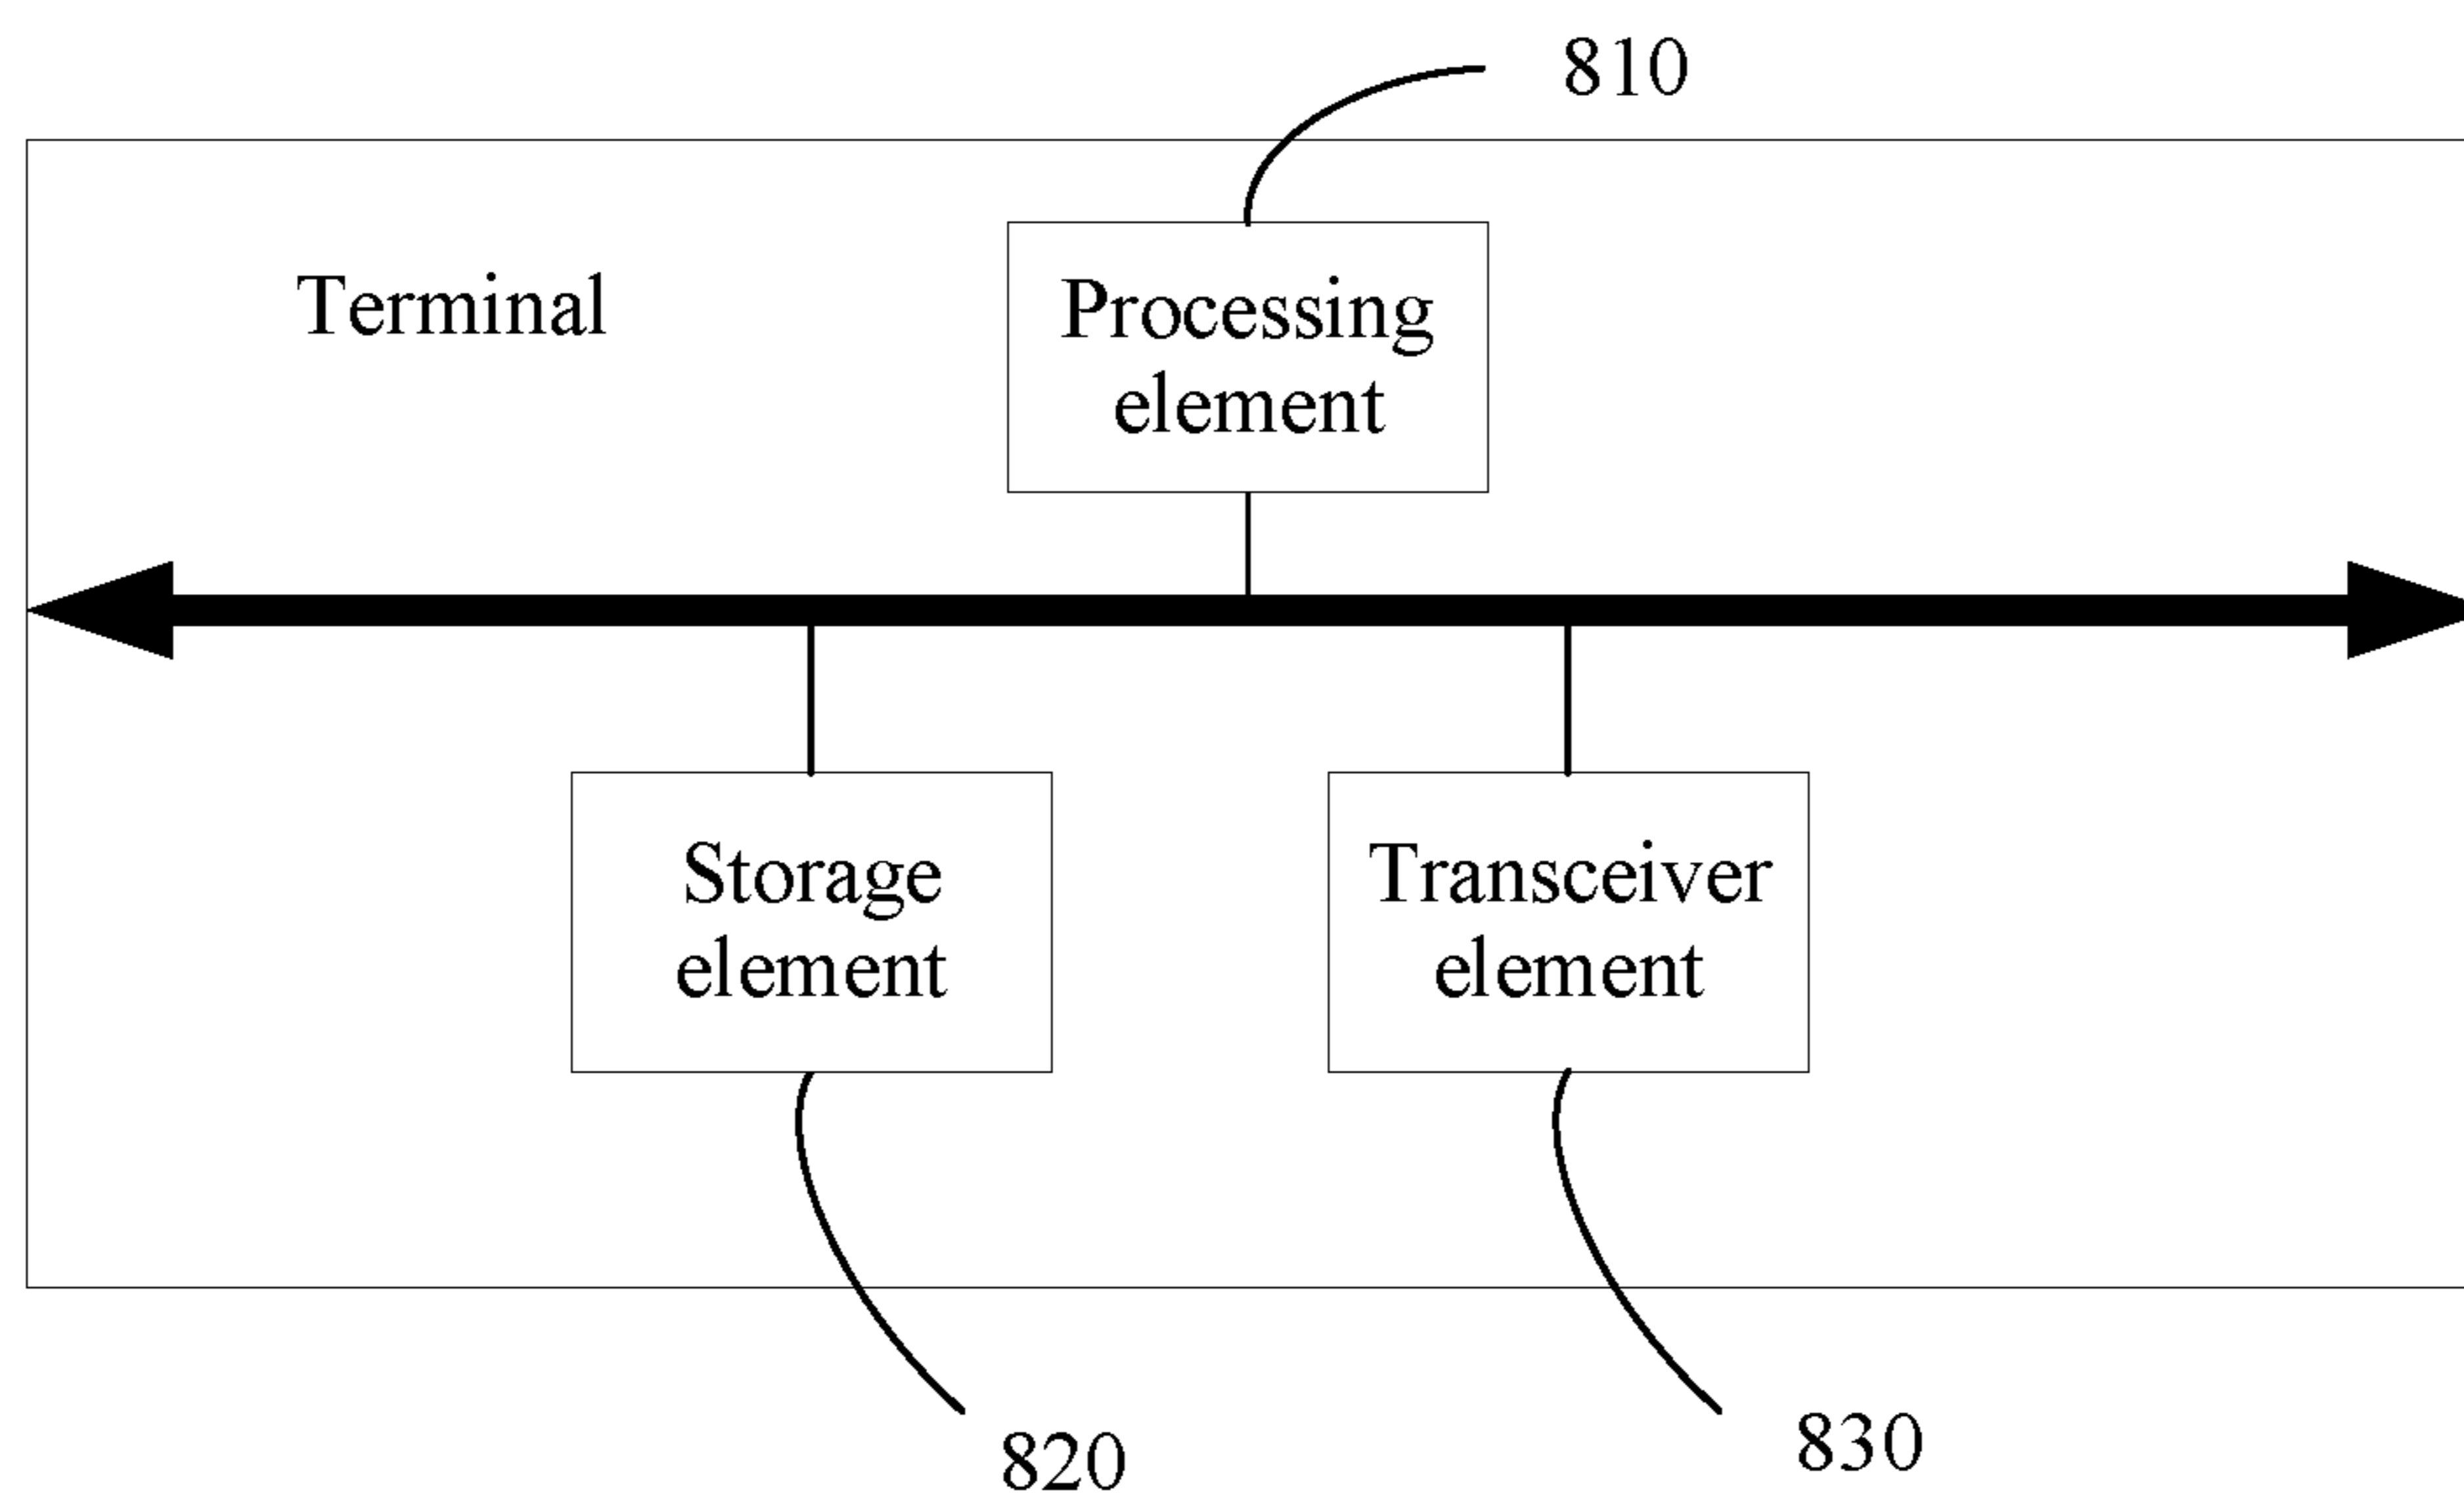 810
Terminal
Processing
element
Storage
element
Transceiver
element
820
830